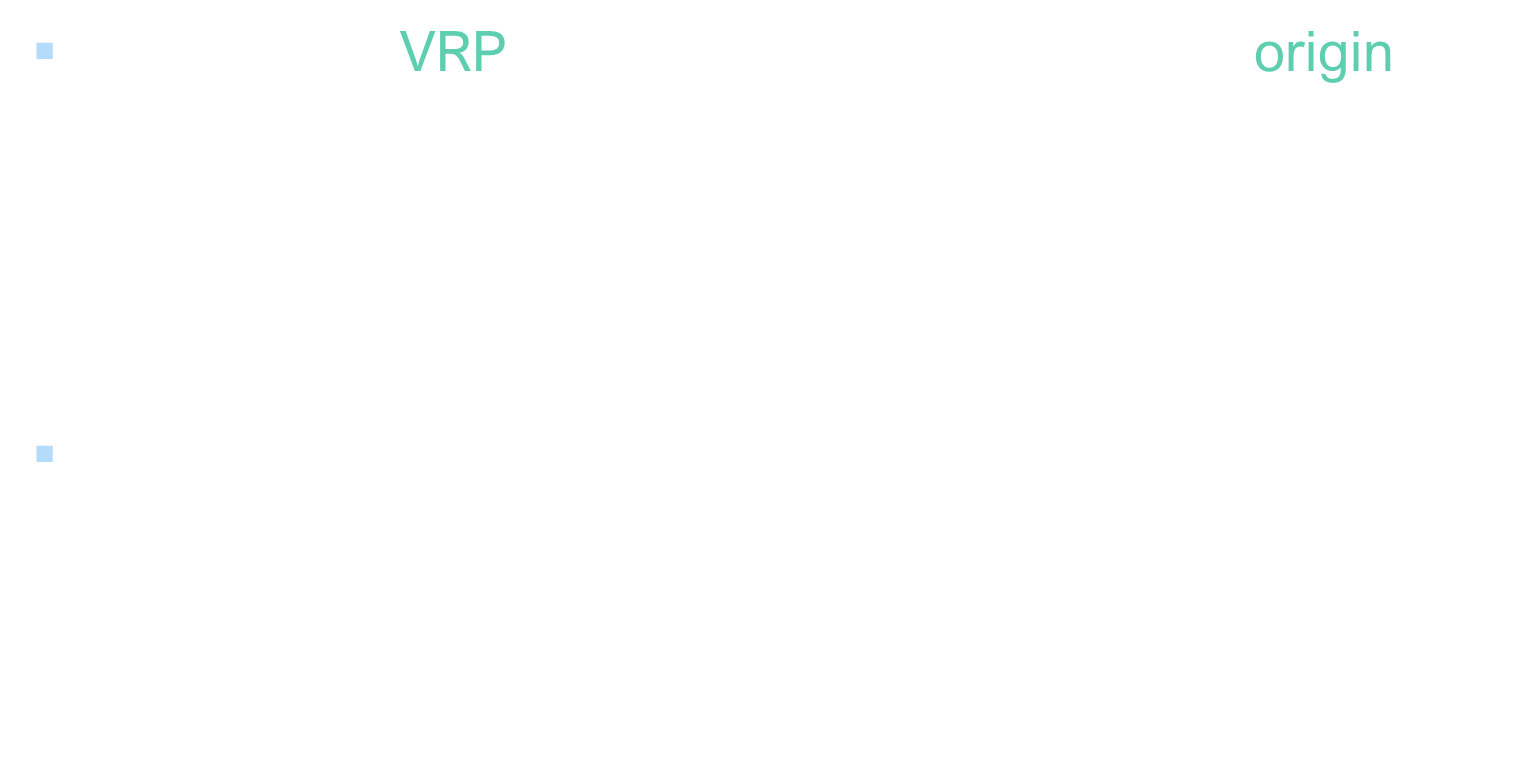 ▪ VRP origin
▪